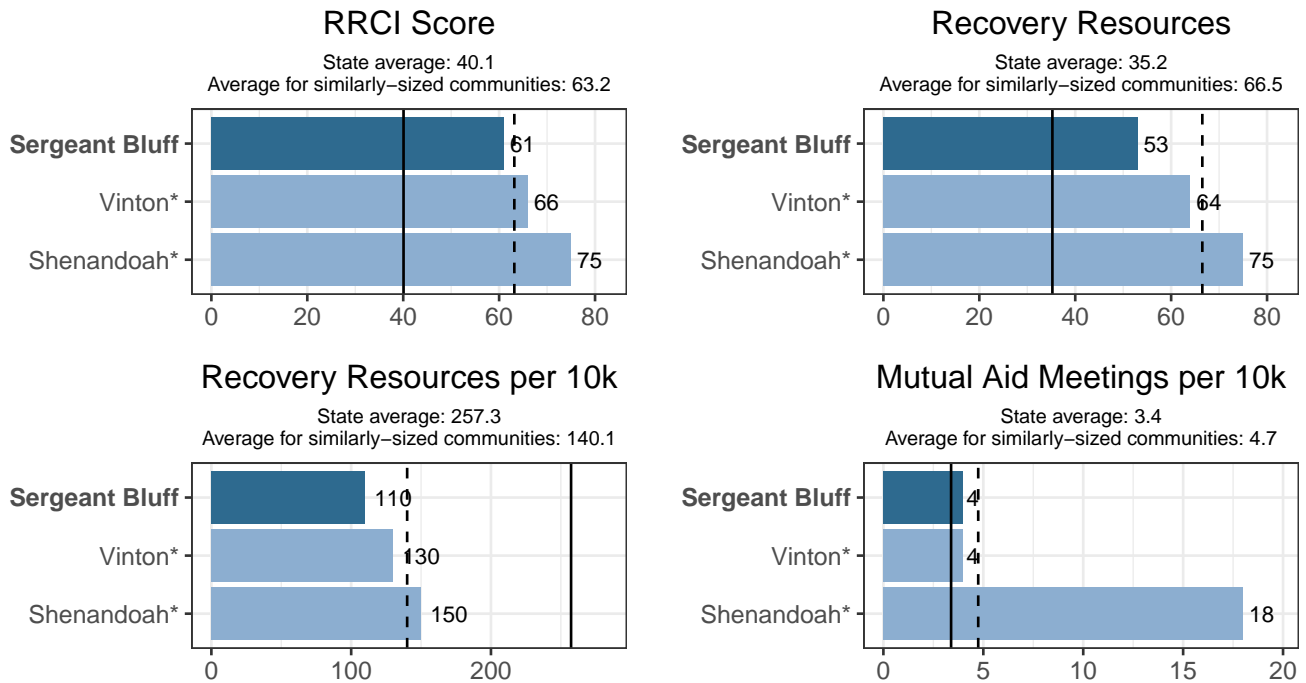 RRCI Score
State average: 40.1
Average for similarly−sized communities: 63.2
Sergeant Bluff
61
Vinton*
66
Shenandoah*
75
0 20 40 60 80
Recovery Resources
State average: 35.2
Average for similarly−sized communities: 66.5
Sergeant Bluff
53
Vinton*
64
Shenandoah*
75
0 20 40 60 80
Recovery Resources per 10k
State average: 257.3
Average for similarly−sized communities: 140.1
Sergeant Bluff
110
Vinton*
130
Shenandoah*
150
0 100 200
Mutual Aid Meetings per 10k
State average: 3.4
Average for similarly−sized communities: 4.7
Sergeant Bluff
4
Vinton*
4
Shenandoah*
18
0 5 10 15 20